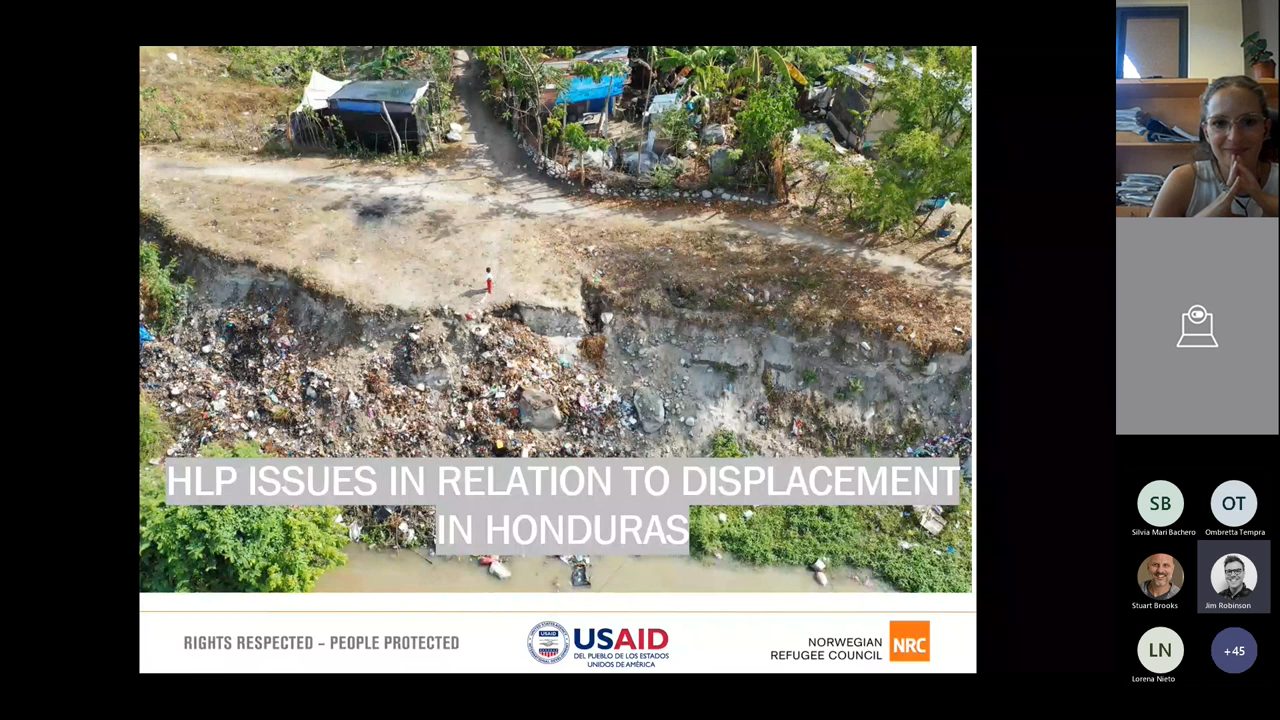 HLP ISSUES IN RELATION TO DISPLACEMENT
IN HONDURAS
RIGHTS RESPECTED – PEOPLE PROTECTED
USAID
USAID
DEL PUEBLO DE LOS ESTADOS
UNIDOS DE AMÉRICA
NORWEGIAN
REFUGEE COUNCIL
NRC
SB
OT
Silvia Mari Bachero
Ombretta Tempra
Stuart Brooks
Jim Robinson
LN
+45
Lorena Nieto